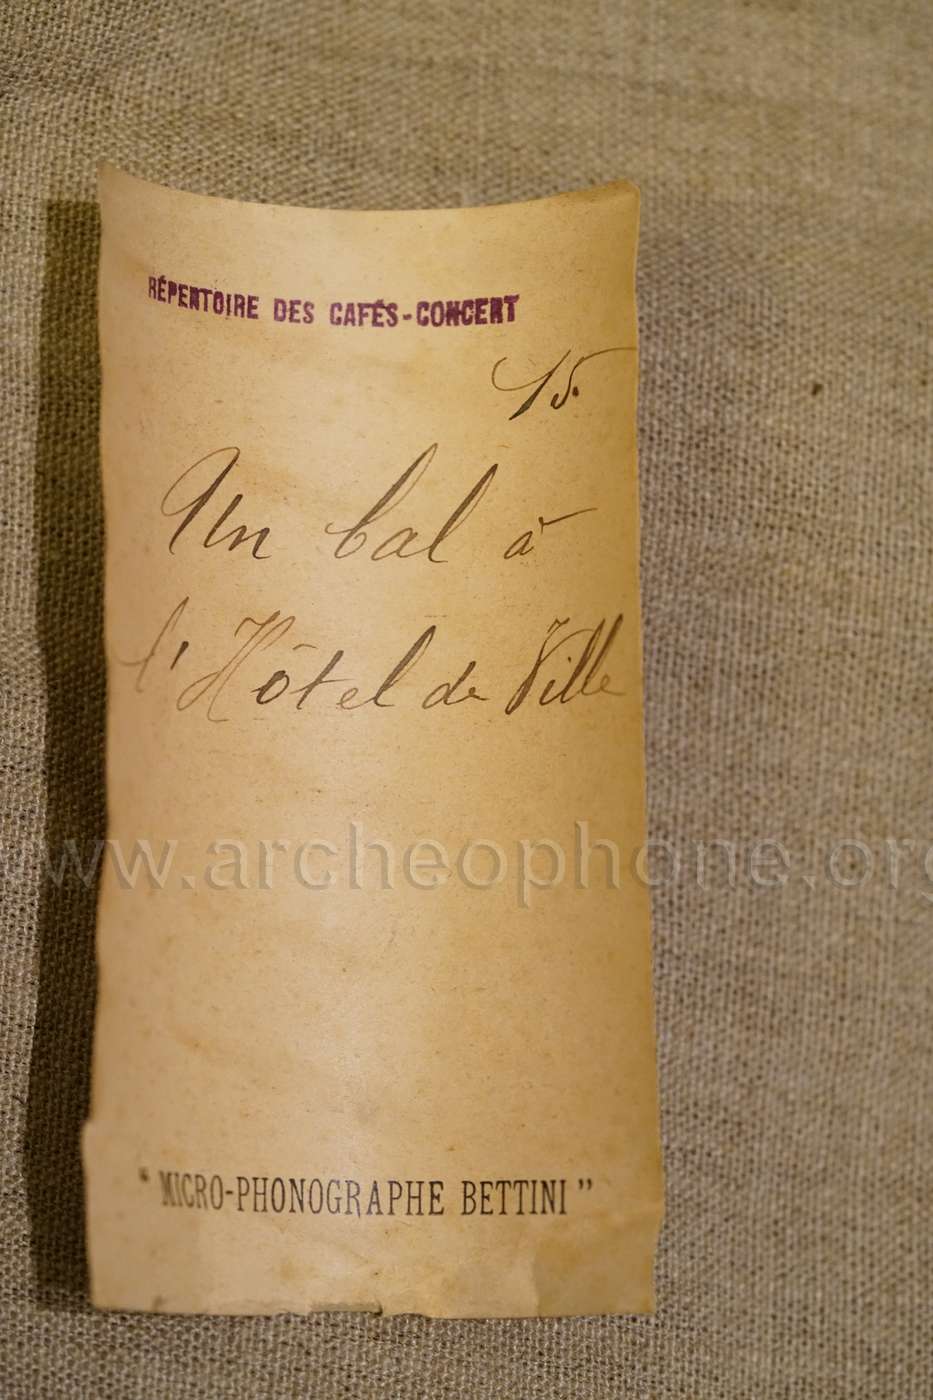 RÉPERTOIRE DES CAFÉS-CONCERT
15.
Un bal à
l'Hôtel de Ville
www.archeophone.org
“MICRO-PHONOGRAPHE BETTINI”